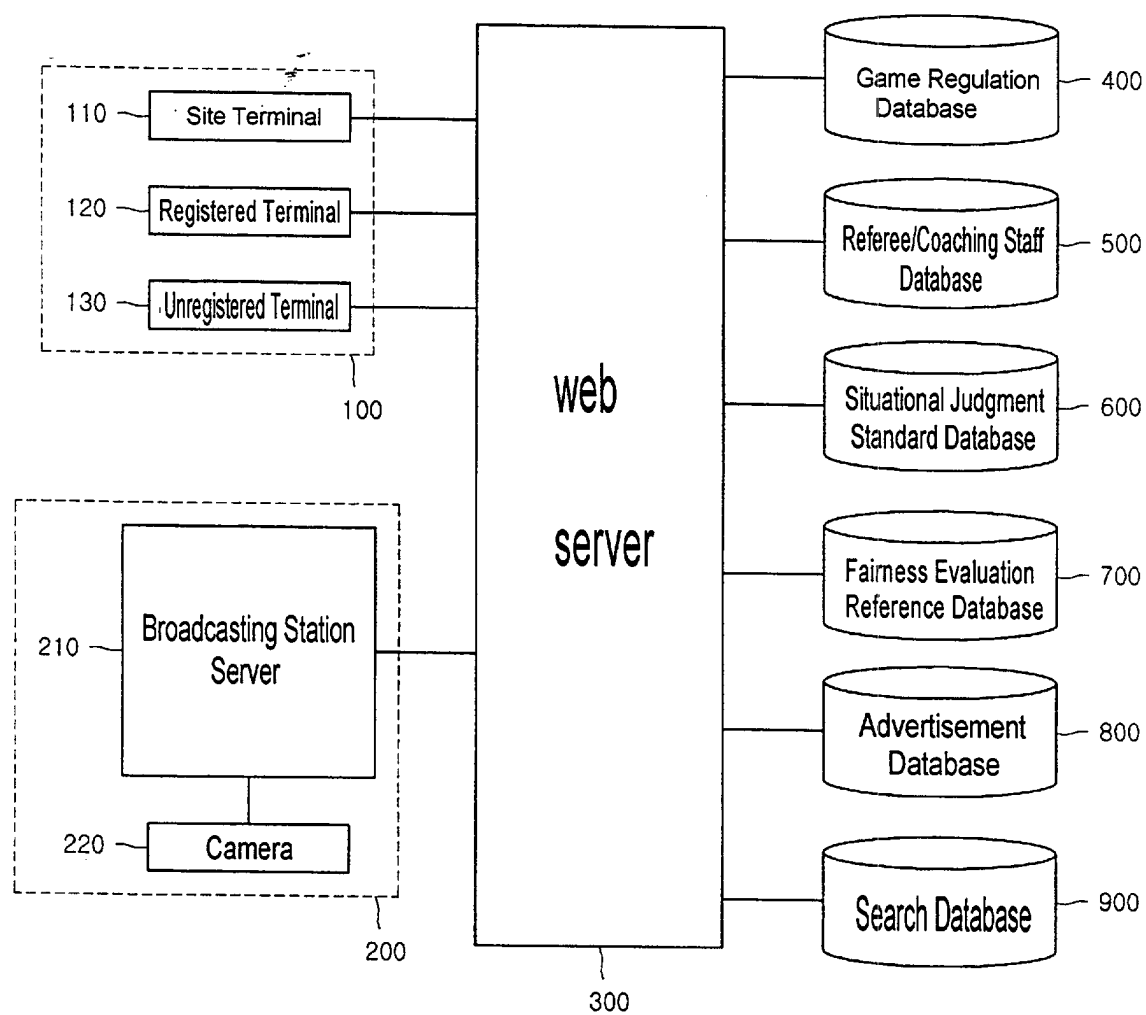 110
Site Terminal
120
Registered Terminal
130
Unregistered Terminal
100
210
Broadcasting Station
Server
220
Camera
200
web
server
300
Game Regulation
Database
400
Referee/Coaching Staff
Database
500
Situational Judgment
Standard Database
600
Fairness Evaluation
Reference Database
700
Advertisement
Database
800
Search Database
900